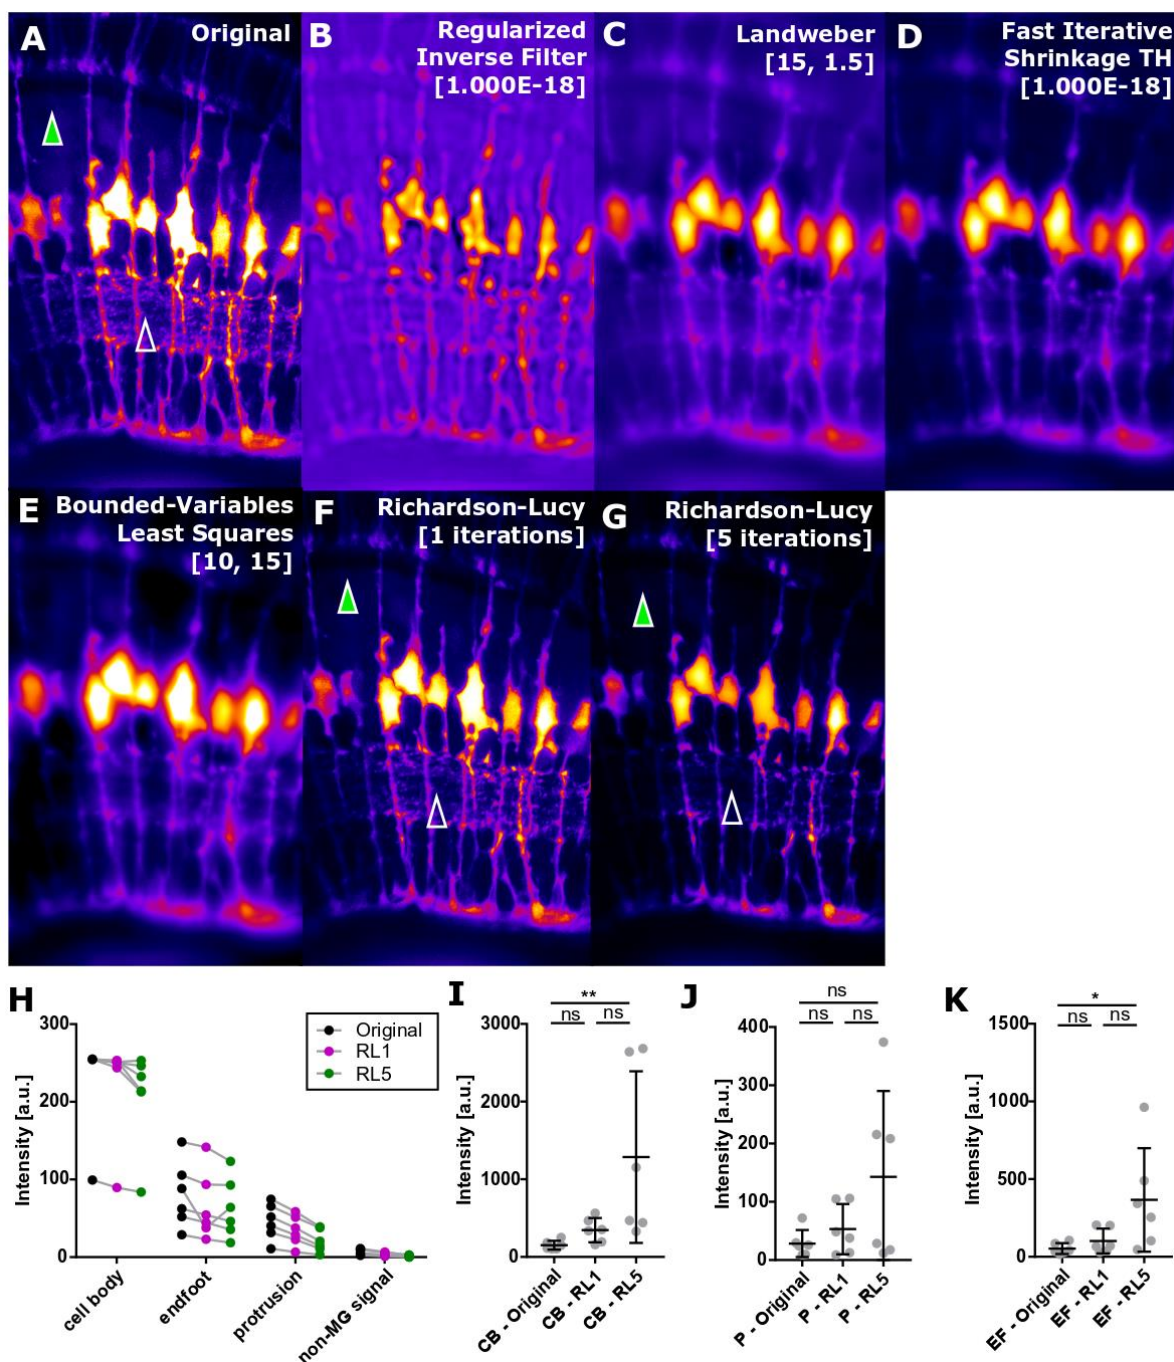 A
Original
B
Regularized
Inverse Filter
[1.000E-18]
C
Landweber
[15, 1.5]
D
Fast Iterative
Shrinkage TH
[1.000E-18]
E
Bounded-Variables
Least Squares
[10, 15]
F
Richardson-Lucy
[1 iterations]
G
Richardson-Lucy
[5 iterations]
H
Intensity [a.u.]
300
200
100
0
Original
RL1
RL5
cell body
endfoot
protrusion
non-MG signal
I
Intensity [a.u.]
**
ns
ns
3000
2000
1000
0
CB - Original
CB - RL1
CB - RL5
J
Intensity [a.u.]
ns
ns
ns
400
300
200
100
0
P - Original
P - RL1
P - RL5
K
Intensity [a.u.]
*
ns
ns
1500
1000
500
0
EF - Original
EF - RL1
EF - RL5